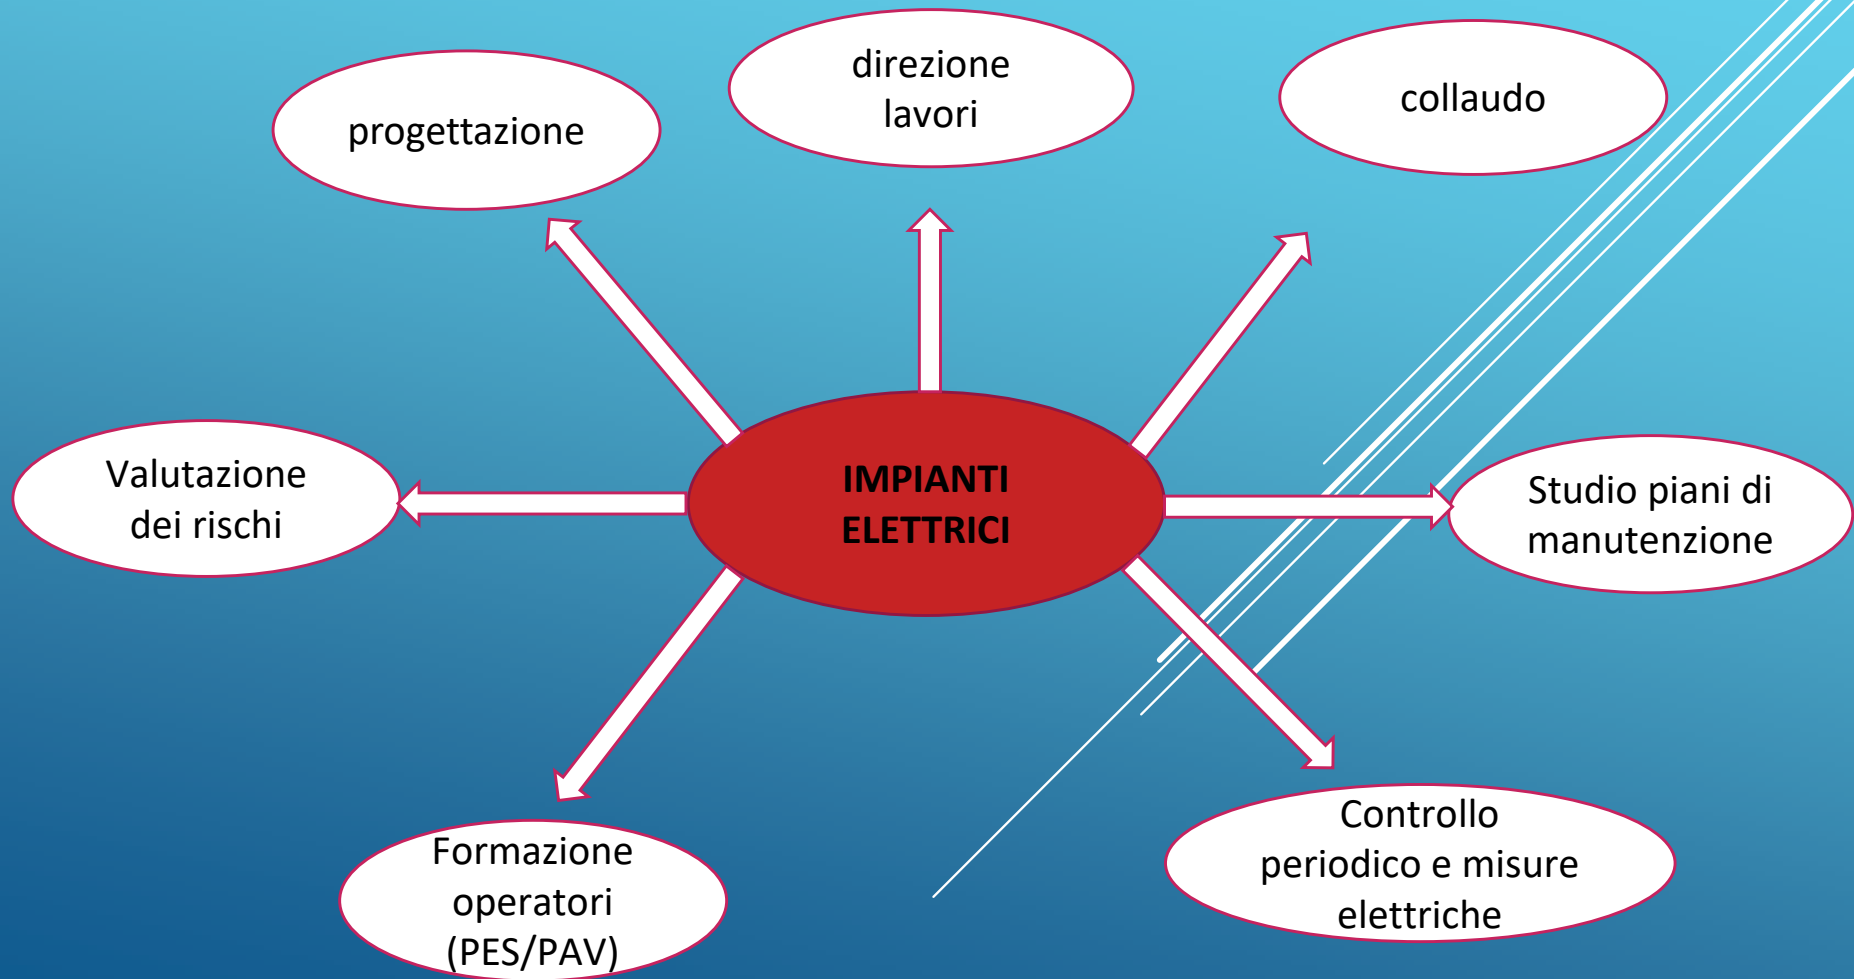 progettazione
direzione
lavori
collaudo
Valutazione
dei rischi
IMPIANTI
ELETTRICI
Studio piani di
manutenzione
Formazione
operatori
(PES/PAV)
Controllo
periodico e misure
elettriche